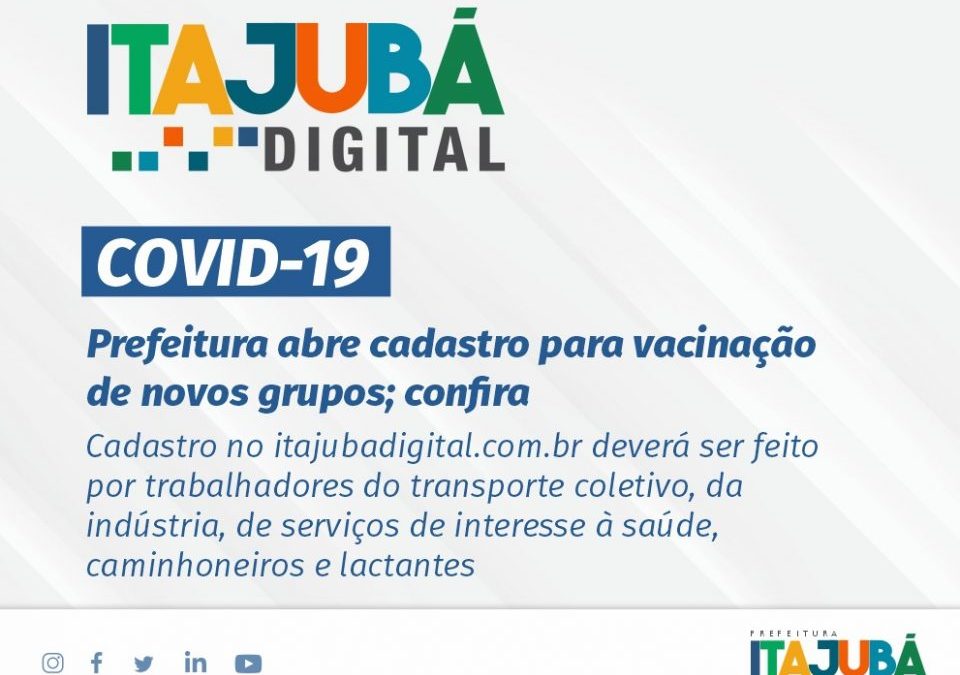 ITAJUBÁ
DIGITAL
COVID-19
Prefeitura abre cadastro para vacinação
de novos grupos; confira
Cadastro no itajubadigital.com.br deverá ser feito
por trabalhadores do transporte coletivo, da
indústria, de serviços de interesse à saúde,
caminhoneiros e lactantes
PREFEITURA
ITAJUBÁ